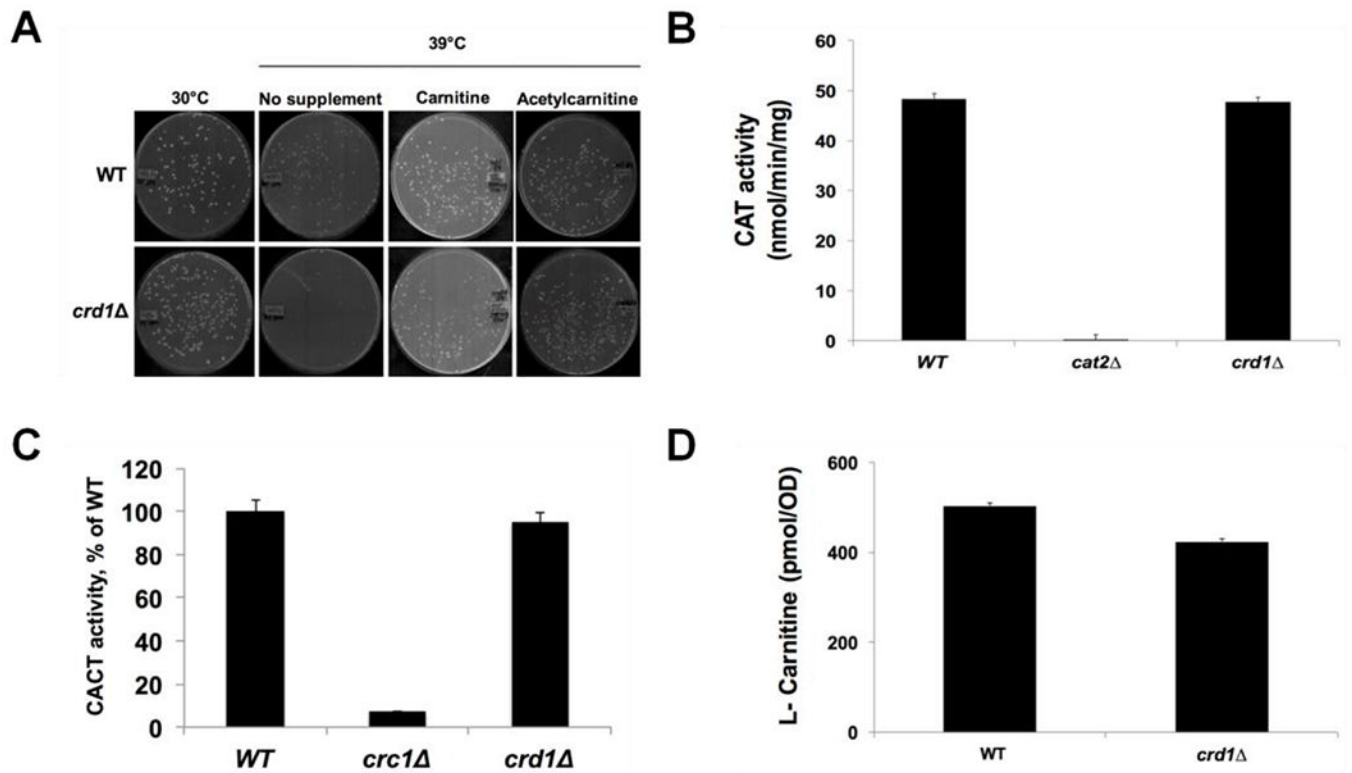 A
39°C
30°C
No supplement
Carnitine
Acetylcarnitine
WT
crd1Δ
B
CAT activity
(nmol/min/mg)
60
50
40
30
20
10
0
WT
cat2Δ
crd1Δ
C
CACT activity, % of WT
120
100
80
60
40
20
0
WT
crc1Δ
crd1Δ
D
L- Carnitine (pmol/OD)
600
400
200
0
WT
crd1Δ